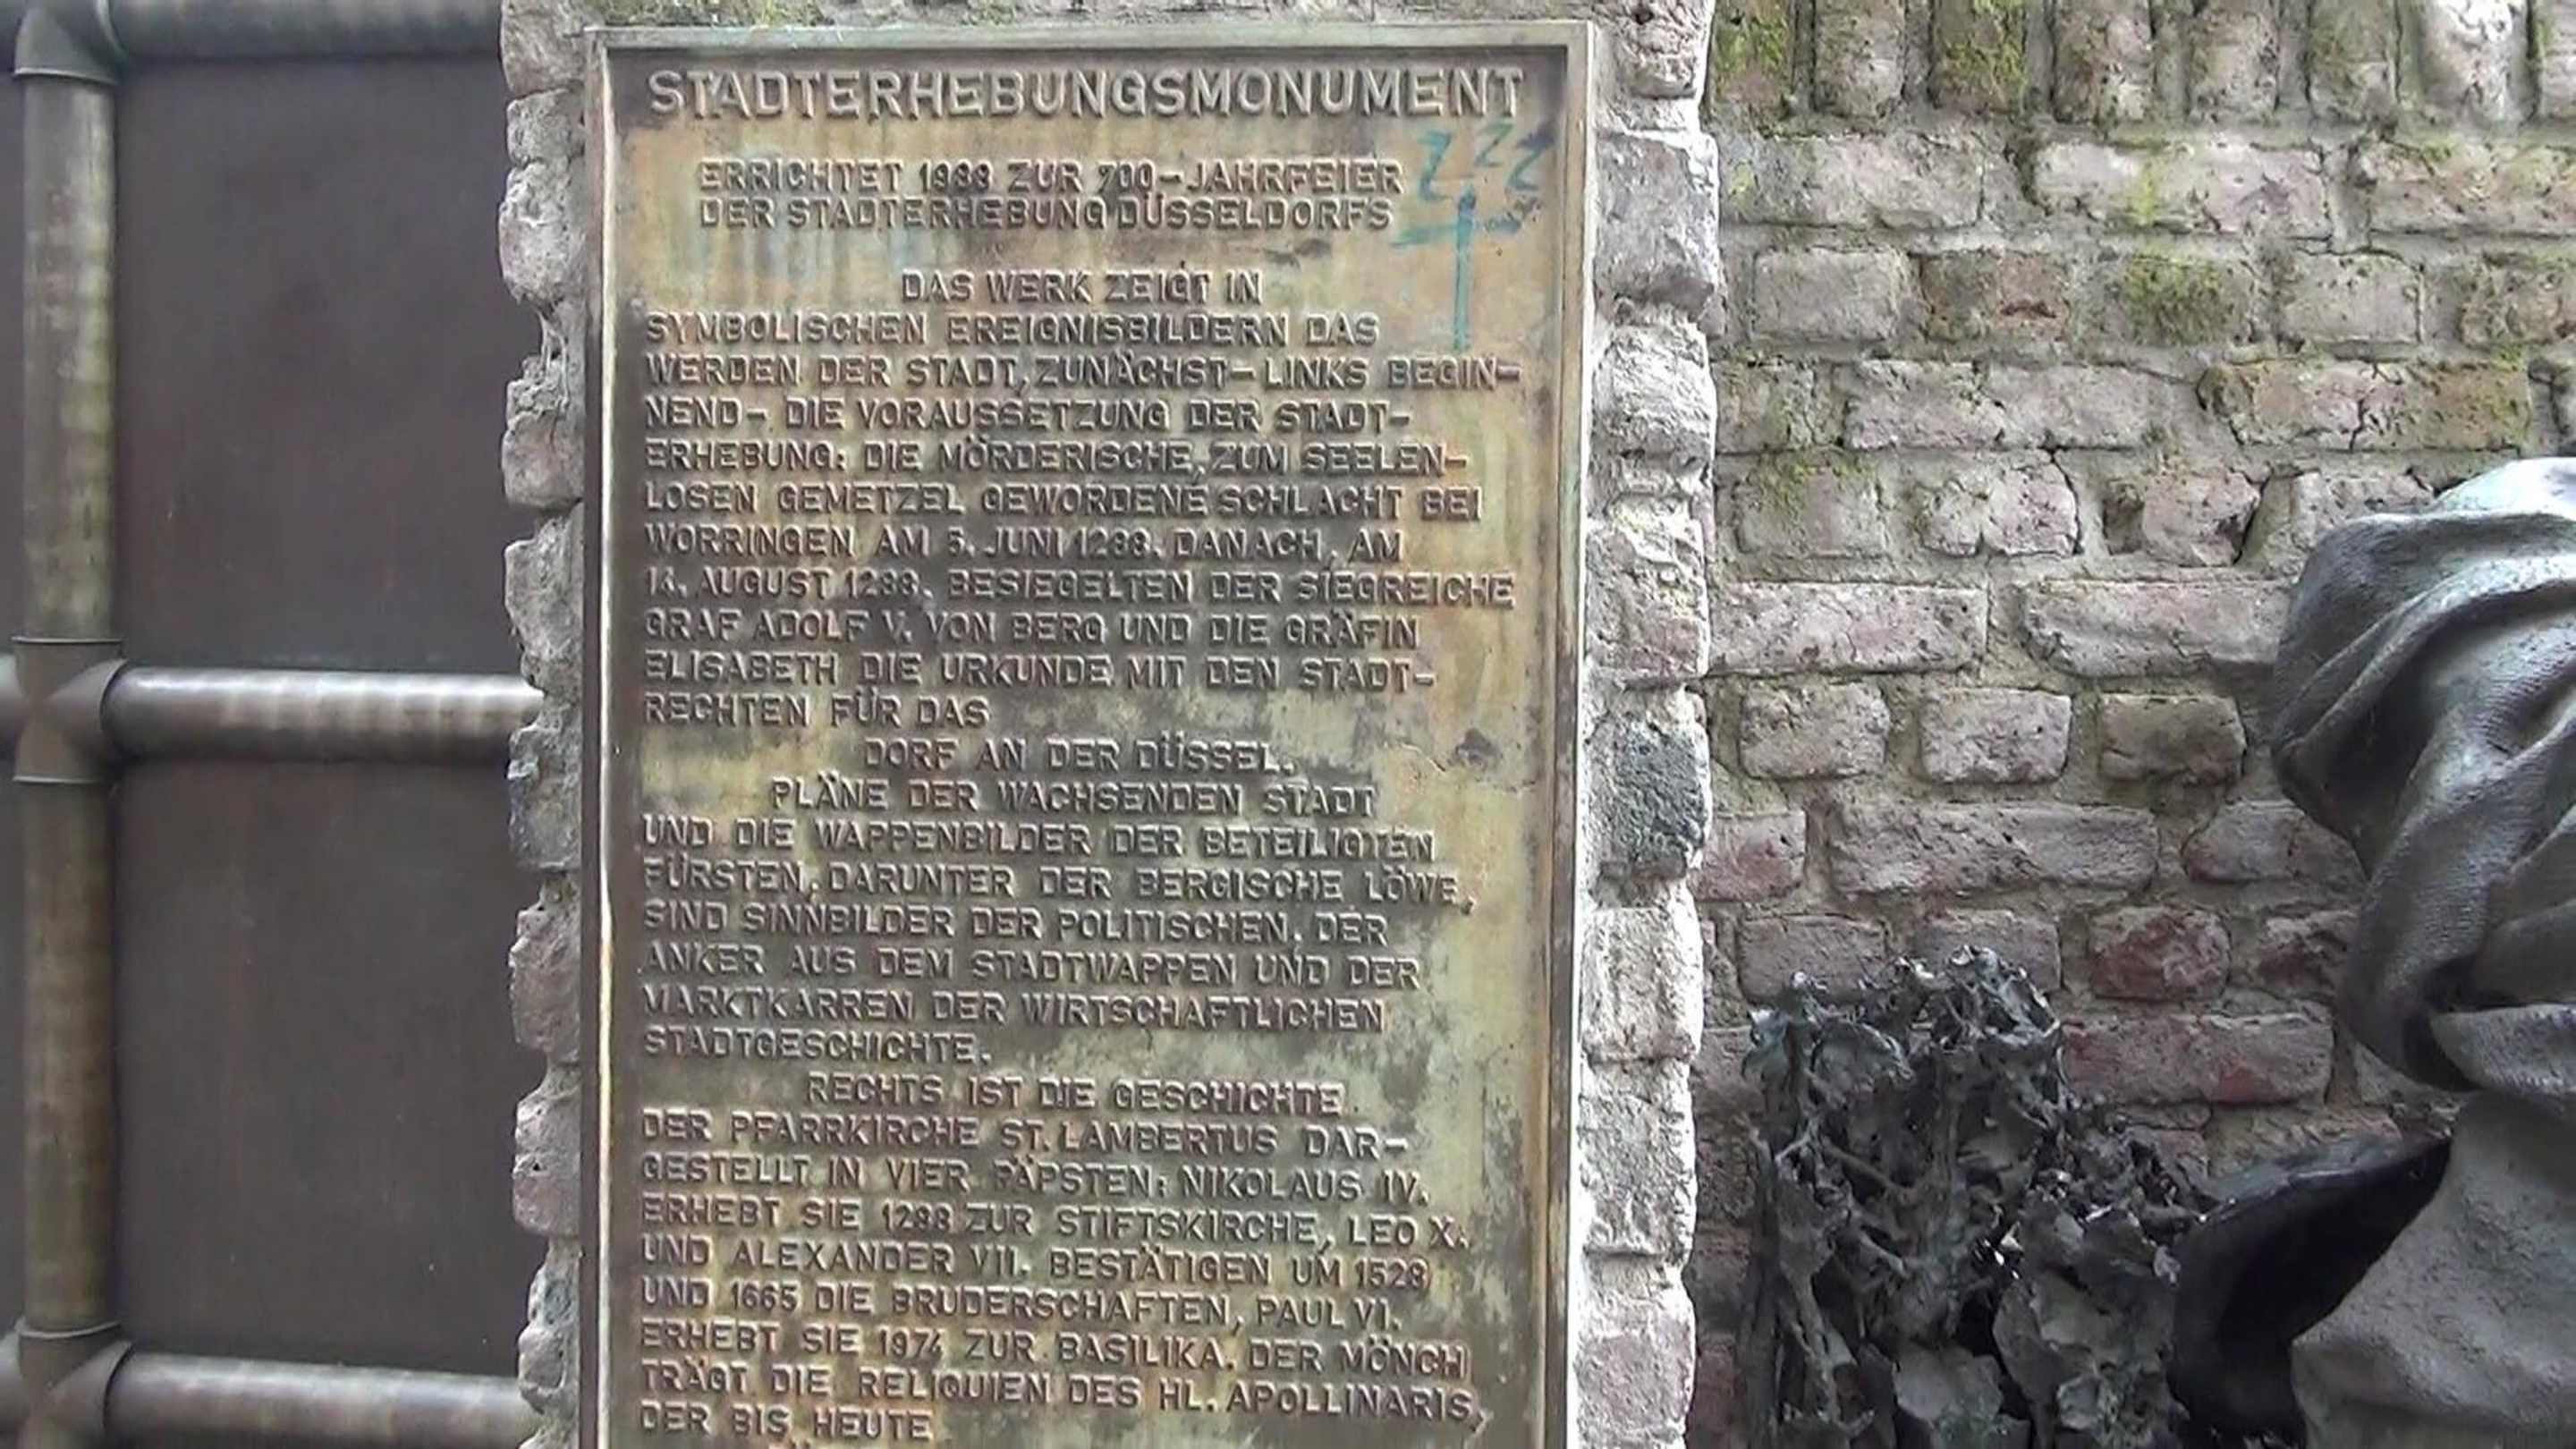 STADTERHEBUNGSMONUMENT
ERRICHTET 1988 ZUR 700-JAHRFEIER
DER STADTERHEBUNG DÜSSELDORFS
DAS WERK ZEIGT IN
SYMBOLISCHEN EREIGNISBILDERN DAS
WERDEN DER STADT, ZUNÄCHST- LINKS BEGIN-
NEND- DIE VORAUSSETZUNG DER STADT-
ERHEBUNG: DIE MÖRDERISCHE, ZUM SEELEN-
LOSEN GEMETZEL GEWORDENE SCHLACHT BEI
WORRINGEN AM 5. JUNI 1288. DANACH, AM
14. AUGUST 1288. BESIEGELTEN DER SIEGREICHE
GRAF ADOLF V. VON BERG UND DIE GRÄFIN
ELISABETH DIE URKUNDE MIT DEN STADT-
RECHTEN FÜR DAS
DORF AN DER DÜSSEL.
PLÄNE DER WACHSENDEN STADT
UND DIE WAPPENBILDER DER BETEILIGTEN
FÜRSTEN, DARUNTER DER BERGISCHE LÖWE,
SIND SINNBILDER DER POLITISCHEN, DER
ANKER AUS DEM STADTWAPPEN UND DER
MARKTKARREN DER WIRTSCHAFTLICHEN
STADTGESCHICHTE.
RECHTS IST DIE GESCHICHTE
DER PFARRKIRCHE ST. LAMBERTUS DAR-
GESTELLT IN VIER PÄPSTEN: NIKOLAUS IV.
ERHEBT SIE 1288 ZUR STIFTSKIRCHE, LEO X.
UND ALEXANDER VII. BESTÄTIGEN UM 1528
UND 1665 DIE BRUDERSCHAFTEN, PAUL VI.
ERHEBT SIE 1974 ZUR BASILIKA. DER MÖNCH
TRÄGT DIE RELIQUIEN DES HL. APOLLINARIS,
DER BIS HEUTE